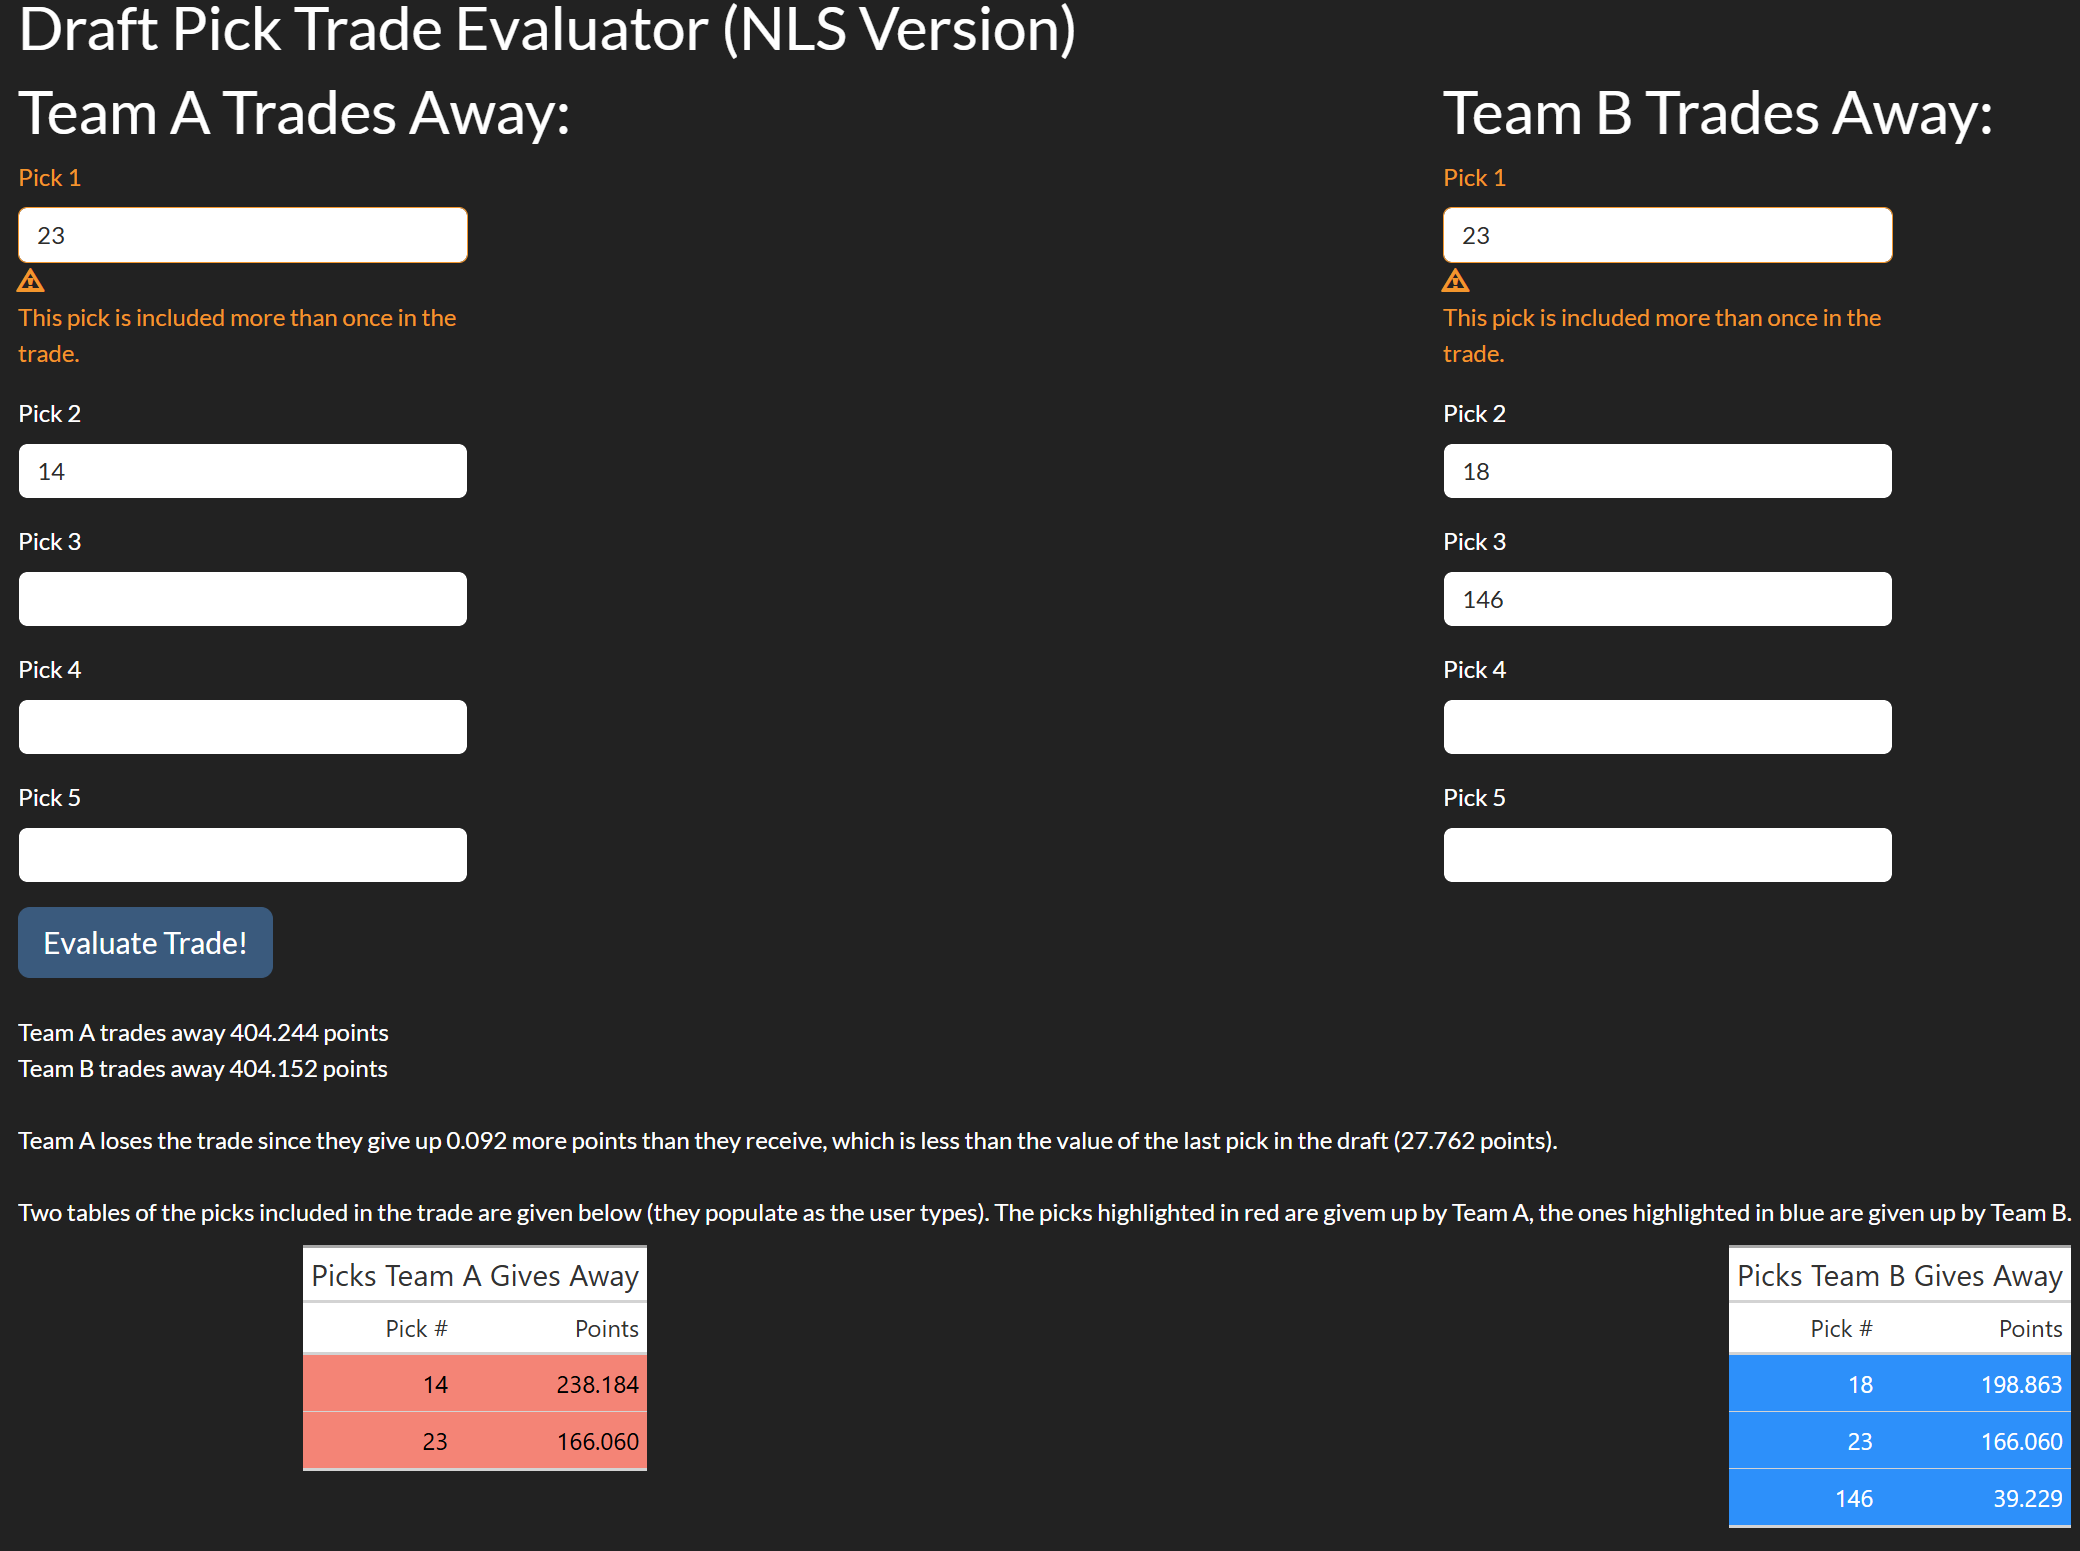 Draft Pick Trade Evaluator (NLS Version)
Team A Trades Away:
Pick 1
23
This pick is included more than once in the
trade.
Pick 2
14
Pick 3
Pick 4
Pick 5
Team B Trades Away:
Pick 1
23
This pick is included more than once in the
trade.
Pick 2
18
Pick 3
146
Pick 4
Pick 5
Evaluate Trade!
Team A trades away 404.244 points
Team B trades away 404.152 points
Team A loses the trade since they give up 0.092 more points than they receive, which is less than the value of the last pick in the draft (27.762 points).
Two tables of the picks included in the trade are given below (they populate as the user types). The picks highlighted in red are givem up by Team A, the ones highlighted in blue are given up by Team B.
Picks Team A Gives Away
Pick # Points
14 238.184
23 166.060
Picks Team B Gives Away
Pick # Points
18 198.863
23 166.060
146 39.229